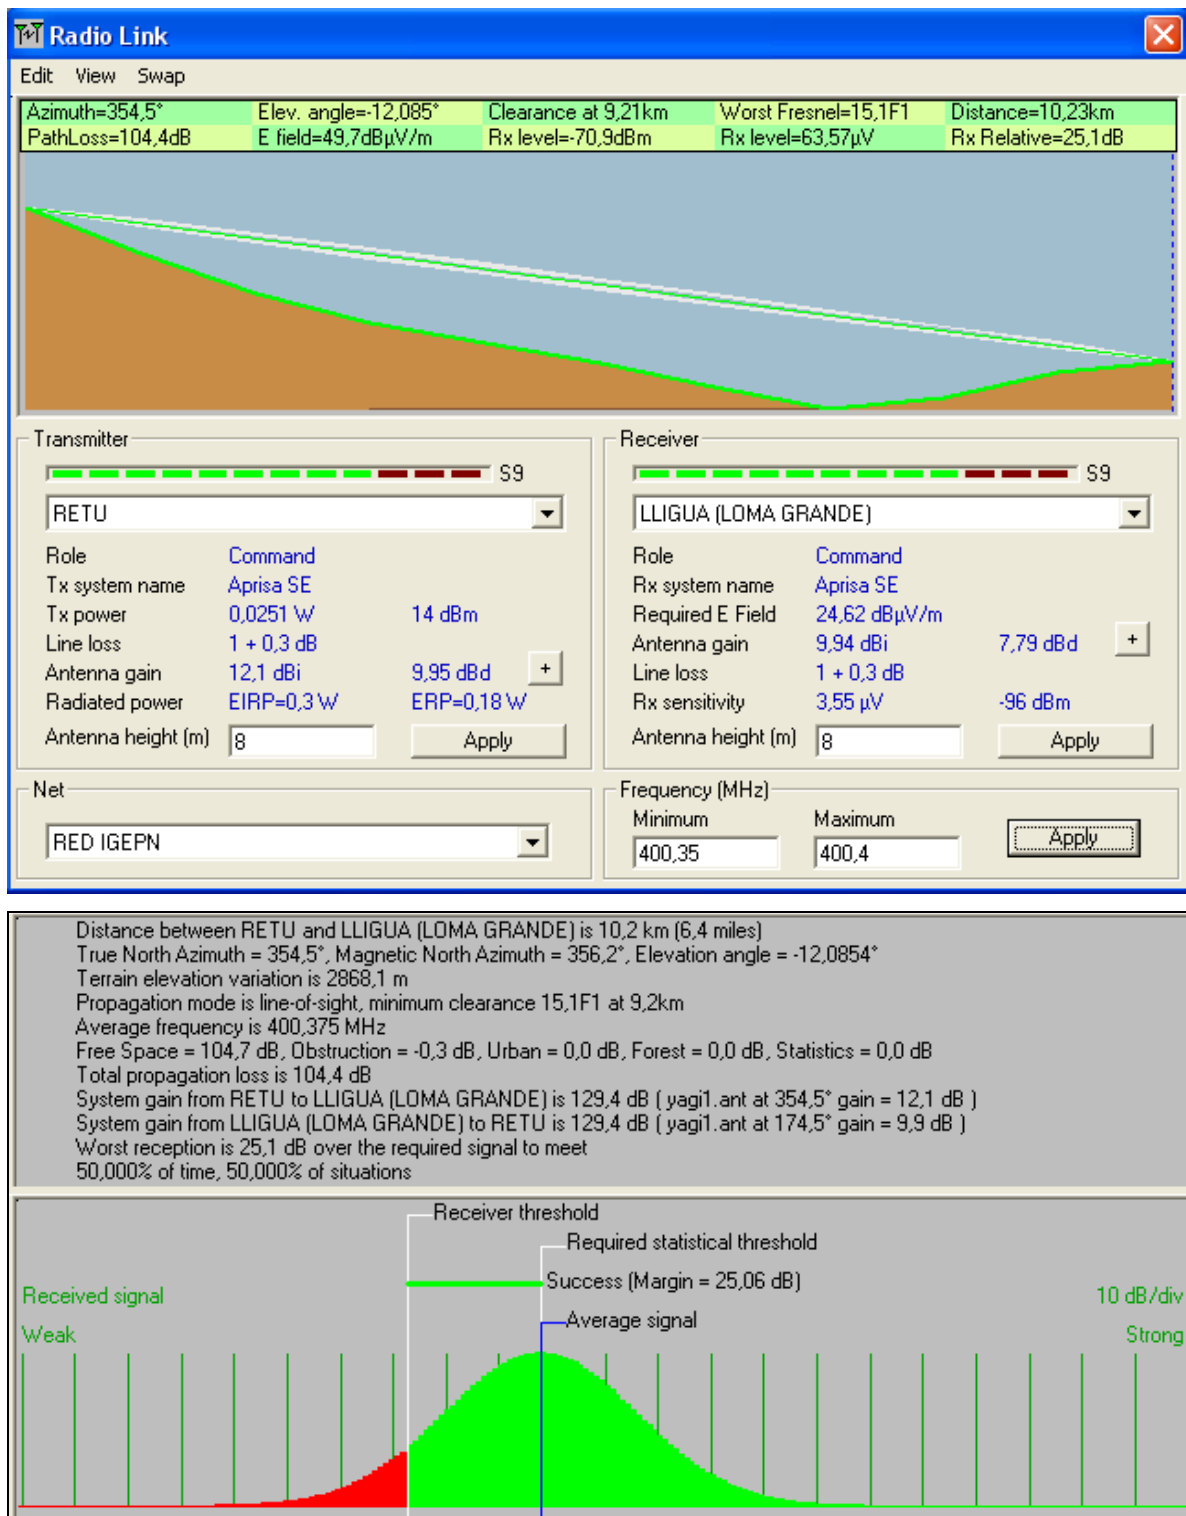 Radio Link
Edit View Swap
Azimuth=354,5° Elev. angle=-12,085° Clearance at 9,21km Worst Fresnel=15,1F1 Distance=10,23km
PathLoss=104,4dB E field=49,7dBµV/m Rx level=-70,9dBm Rx level=63,57µV Rx Relative=25,1dB
Transmitter
S9
RETU
Role Command
Tx system name Aprisa SE
Tx power 0,0251 W 14 dBm
Line loss 1 + 0,3 dB
Antenna gain 12,1 dBi 9,95 dBd +
Radiated power EIRP=0,3 W ERP=0,18 W
Antenna height (m) 8 Apply
Receiver
S9
LLIGUA (LOMA GRANDE)
Role Command
Rx system name Aprisa SE
Required E Field 24,62 dBµV/m
Antenna gain 9,94 dBi 7,79 dBd +
Line loss 1 + 0,3 dB
Rx sensitivity 3,55 µV -96 dBm
Antenna height (m) 8 Apply
Net
RED IGEPN
Frequency (MHz)
Minimum Maximum
400,35 400,4 Apply
Distance between RETU and LLIGUA (LOMA GRANDE) is 10,2 km (6,4 miles)
True North Azimuth = 354,5°, Magnetic North Azimuth = 356,2°, Elevation angle = -12,0854°
Terrain elevation variation is 2868,1 m
Propagation mode is line-of-sight, minimum clearance 15,1F1 at 9,2km
Average frequency is 400,375 MHz
Free Space = 104,7 dB, Obstruction = -0,3 dB, Urban = 0,0 dB, Forest = 0,0 dB, Statistics = 0,0 dB
Total propagation loss is 104,4 dB
System gain from RETU to LLIGUA (LOMA GRANDE) is 129,4 dB ( yagi1.ant at 354,5° gain = 12,1 dB )
System gain from LLIGUA (LOMA GRANDE) to RETU is 129,4 dB ( yagi1.ant at 174,5° gain = 9,9 dB )
Worst reception is 25,1 dB over the required signal to meet
50,000% of time, 50,000% of situations
Receiver threshold
Required statistical threshold
Success (Margin = 25,06 dB)
Received signal 10 dB/div
Average signal
Weak Strong